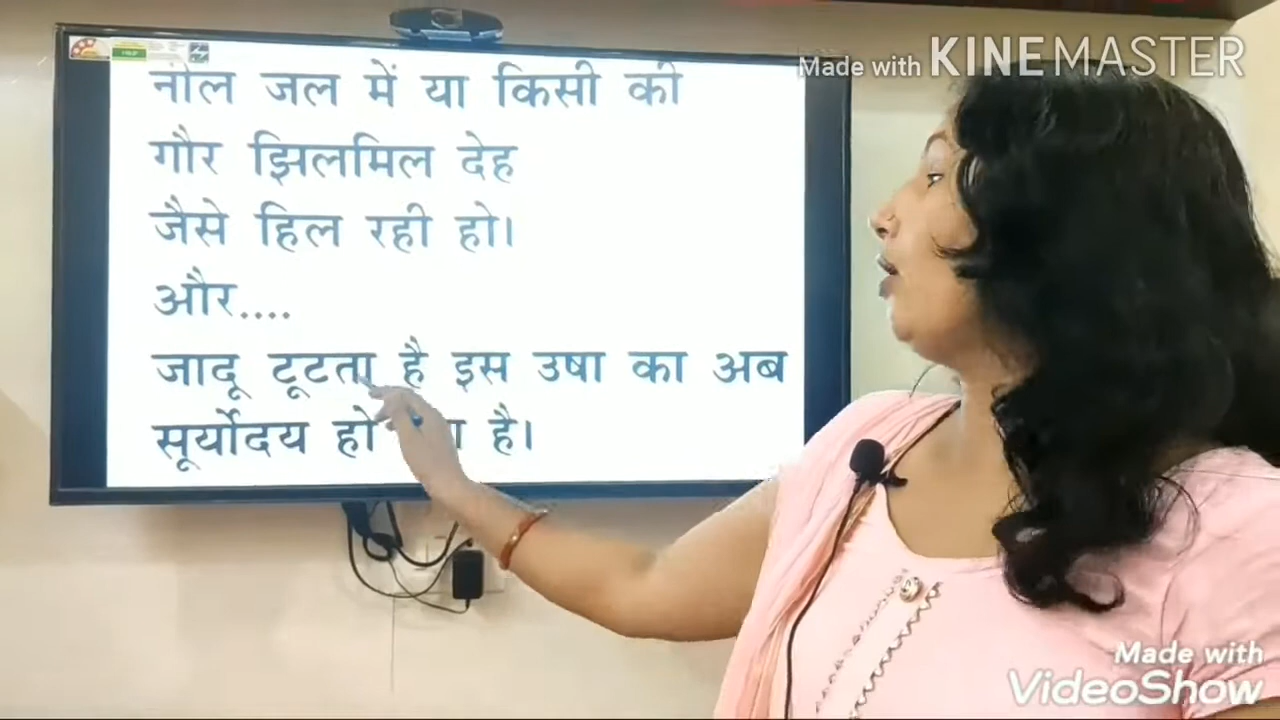 नील जल में या किसी की
गौर झिलमिल देह
जैसे हिल रही हो।
और....
जादू टूटता है इस उषा का अब
सूर्योदय हो है।
Made with KINEMASTER
Made with
VideoShow